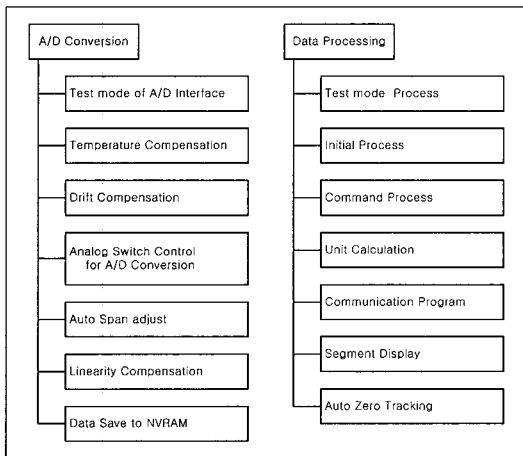 A/D Conversion
Test mode of A/D Interface
Temperature Compensation
Drift Compensation
Analog Switch Control
for A/D Conversion
Auto Span adjust
Linearity Compensation
Data Save to NVRAM
Data Processing
Test mode Process
Initial Process
Command Process
Unit Calculation
Communication Program
Segment Display
Auto Zero Tracking